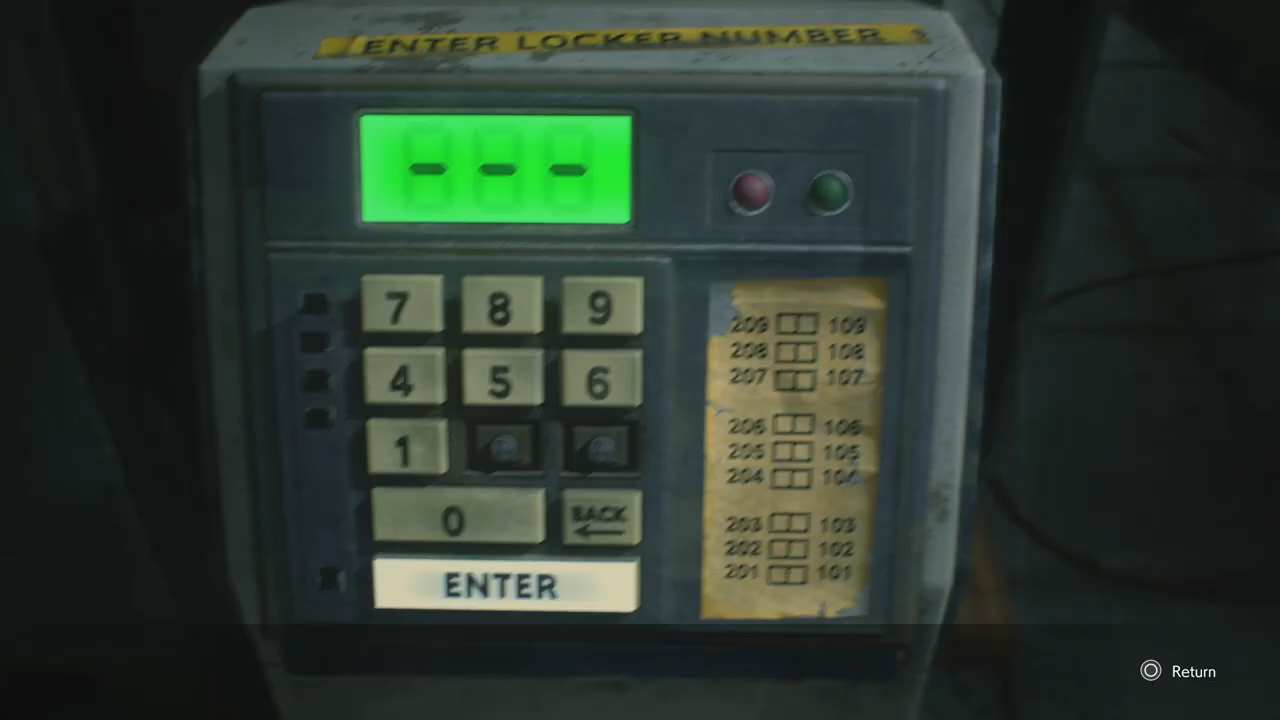 ENTER LOCKER NUMBER
- - -
7 8 9
4 5 6
1
0 BACK
ENTER
209 109
208 108
207 107
206 106
205 105
204 104
203 103
202 102
201 101
Return